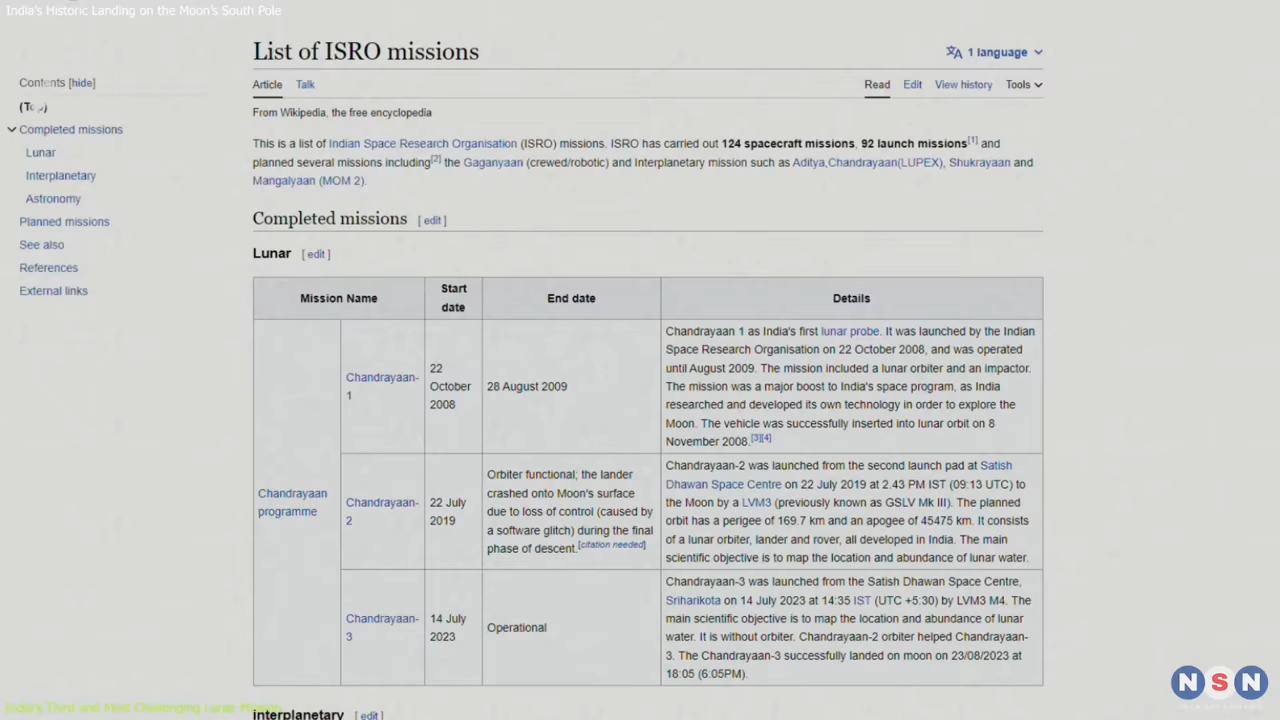 India's Historic Landing on the Moon's South Pole
List of ISRO missions
1 language
Contents [hide]
(Top)
Completed missions
Lunar
Interplanetary
Astronomy
Planned missions
See also
References
External links
Article Talk
Read Edit View history Tools
From Wikipedia, the free encyclopedia
This is a list of Indian Space Research Organisation (ISRO) missions. ISRO has carried out 124 spacecraft missions, 92 launch missions[1] and
planned several missions including[2] the Gaganyaan (crewed/robotic) and Interplanetary mission such as Aditya,Chandrayaan(LUPEX), Shukrayaan and
Mangalyaan (MOM 2).
Completed missions [ edit ]
Lunar [ edit ]
Mission Name
Start
date
End date
Details
Chandrayaan
programme
Chandrayaan-
1
22
October
2008
28 August 2009
Chandrayaan 1 as India's first lunar probe. It was launched by the Indian
Space Research Organisation on 22 October 2008, and was operated
until August 2009. The mission included a lunar orbiter and an impactor.
The mission was a major boost to India's space program, as India
researched and developed its own technology in order to explore the
Moon. The vehicle was successfully inserted into lunar orbit on 8
November 2008.[3][4]
Chandrayaan-
2
22 July
2019
Orbiter functional; the lander
crashed onto Moon's surface
due to loss of control (caused by
a software glitch) during the final
phase of descent.[citation needed]
Chandrayaan-2 was launched from the second launch pad at Satish
Dhawan Space Centre on 22 July 2019 at 2.43 PM IST (09:13 UTC) to
the Moon by a LVM3 (previously known as GSLV Mk III). The planned
orbit has a perigee of 169.7 km and an apogee of 45475 km. It consists
of a lunar orbiter, lander and rover, all developed in India. The main
scientific objective is to map the location and abundance of lunar water.
Chandrayaan-
3
14 July
2023
Operational
Chandrayaan-3 was launched from the Satish Dhawan Space Centre,
Sriharikota on 14 July 2023 at 14:35 IST (UTC +5:30) by LVM3 M4. The
main scientific objective is to map the location and abundance of lunar
water. It is without orbiter. Chandrayaan-2 orbiter helped Chandrayaan-
3. The Chandrayaan-3 successfully landed on moon on 23/08/2023 at
18:05 (6:05PM).
interplanetary [ edit ]
India's Third and Most Challenging Lunar Mission
NSN